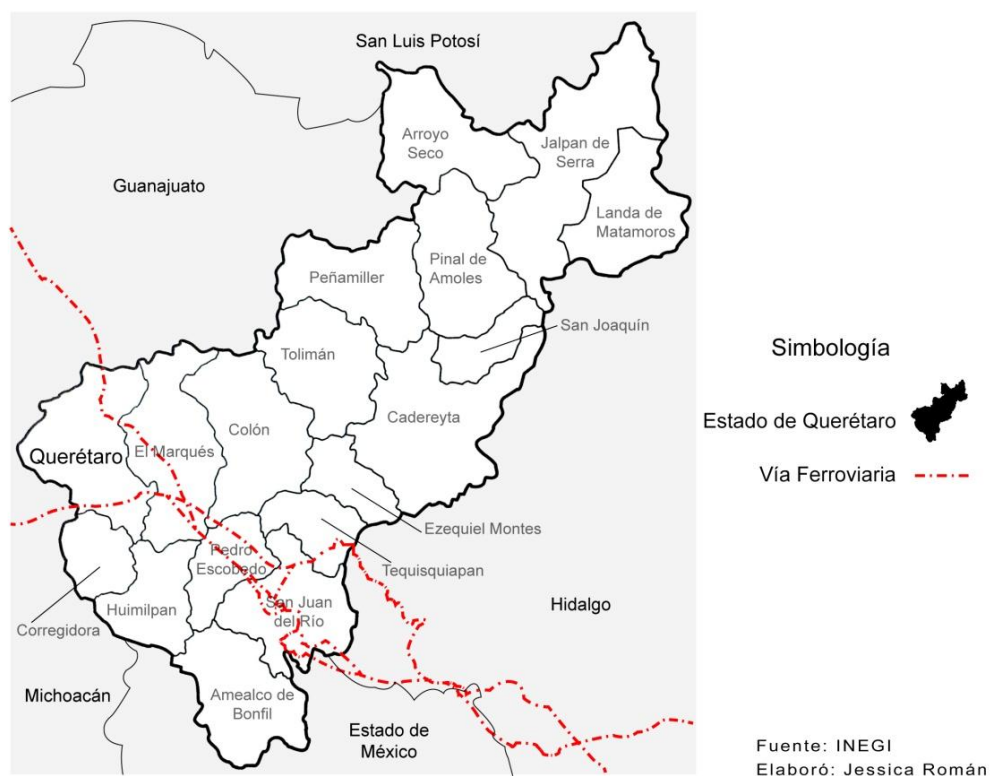 San Luis Potosí
Arroyo
Seco
Jalpan de
Serra
Guanajuato
Landa de
Matamoros
Pinal de
Amoles
Peñamiller
San Joaquín
Tolimán
Simbología
Cadereyta
Estado de Querétaro
Colón
El Marqués
Querétaro
Vía Ferroviaria
Ezequiel Montes
Pedro
Escobedo
Tequisquiapan
San Juan
del Río
Hidalgo
Huimilpan
Corregidora
Michoacán
Amealco de
Bonfil
Estado de
México
Fuente: INEGI
Elaboró: Jessica Román